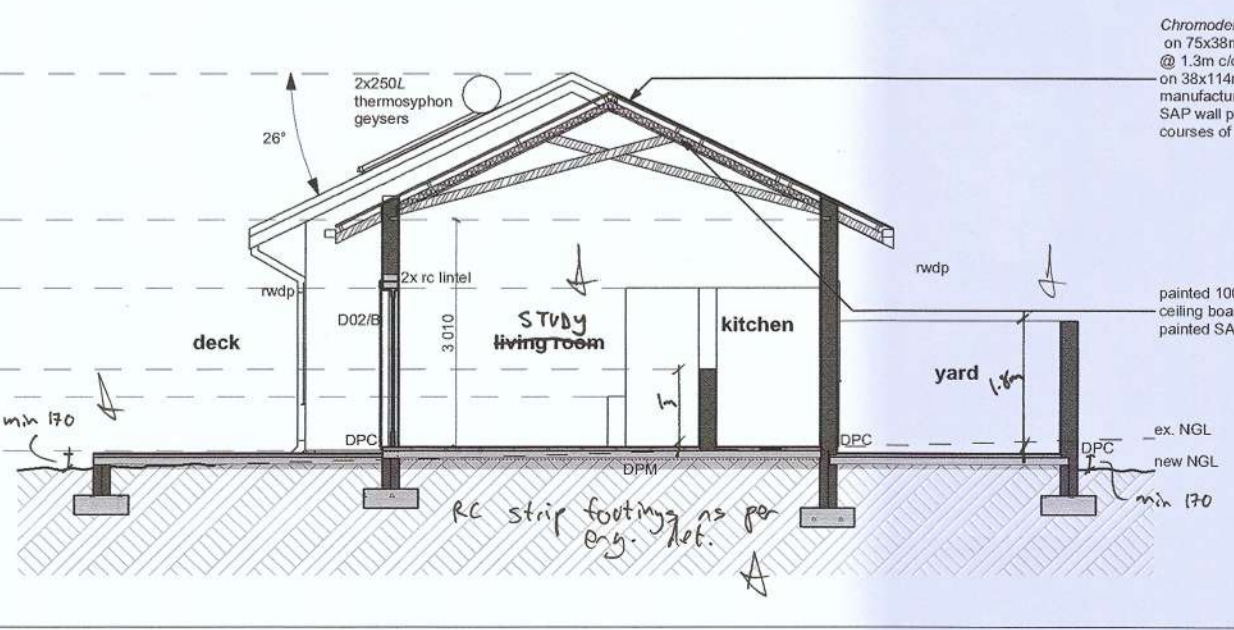 Chromode
on 75x38m
@ 1.3m c/c
on 38x114m
manufactu
SAP wall p
courses of
2x250L
thermosyphon
geysers
26°
rwdp
2x rc lintel
rwdp
D02/B
3 010
STUDY
living room
kitchen
painted 100
ceiling boa
painted SA
deck
yard
1.8m
1m
min 170
DPC
DPC
ex. NGL
DPC
DPM
new NGL
min 170
RC strip footings as per
eng. det.